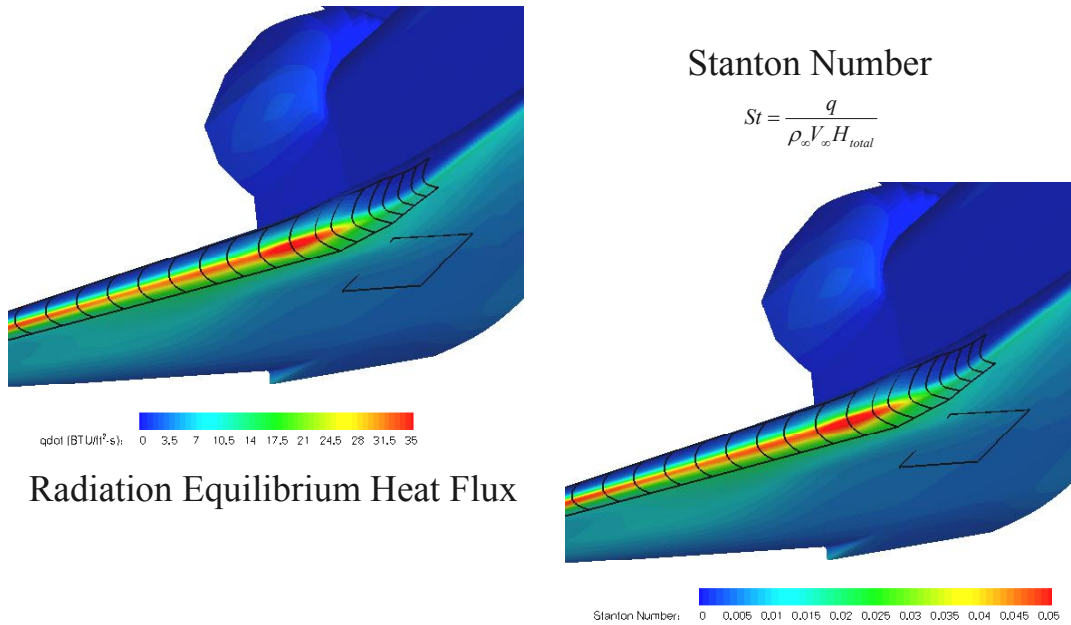 Stanton Number
St = q / ρ∞V∞H_total
qdot (BTU/ft²-s): 0 3.5 7 10.5 14 17.5 21 24.5 28 31.5 35
Radiation Equilibrium Heat Flux
Stanton Number: 0 0.005 0.01 0.015 0.02 0.025 0.03 0.035 0.04 0.045 0.05